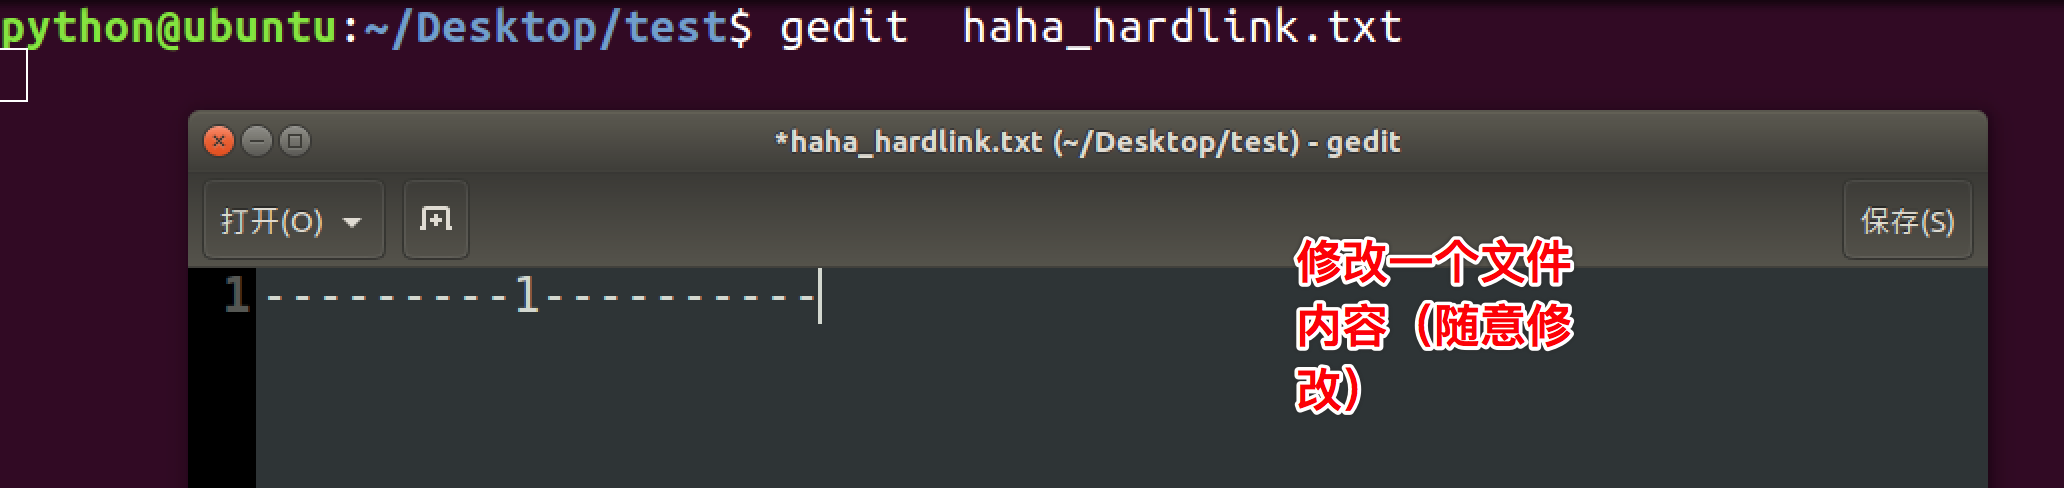 python@ubuntu:~/Desktop/test$ gedit  haha_hardlink.txt
*haha_hardlink.txt (~/Desktop/test) - gedit
打开(O)
保存(S)
修改一个文件
内容（随意修
改）
1 ---------1----------